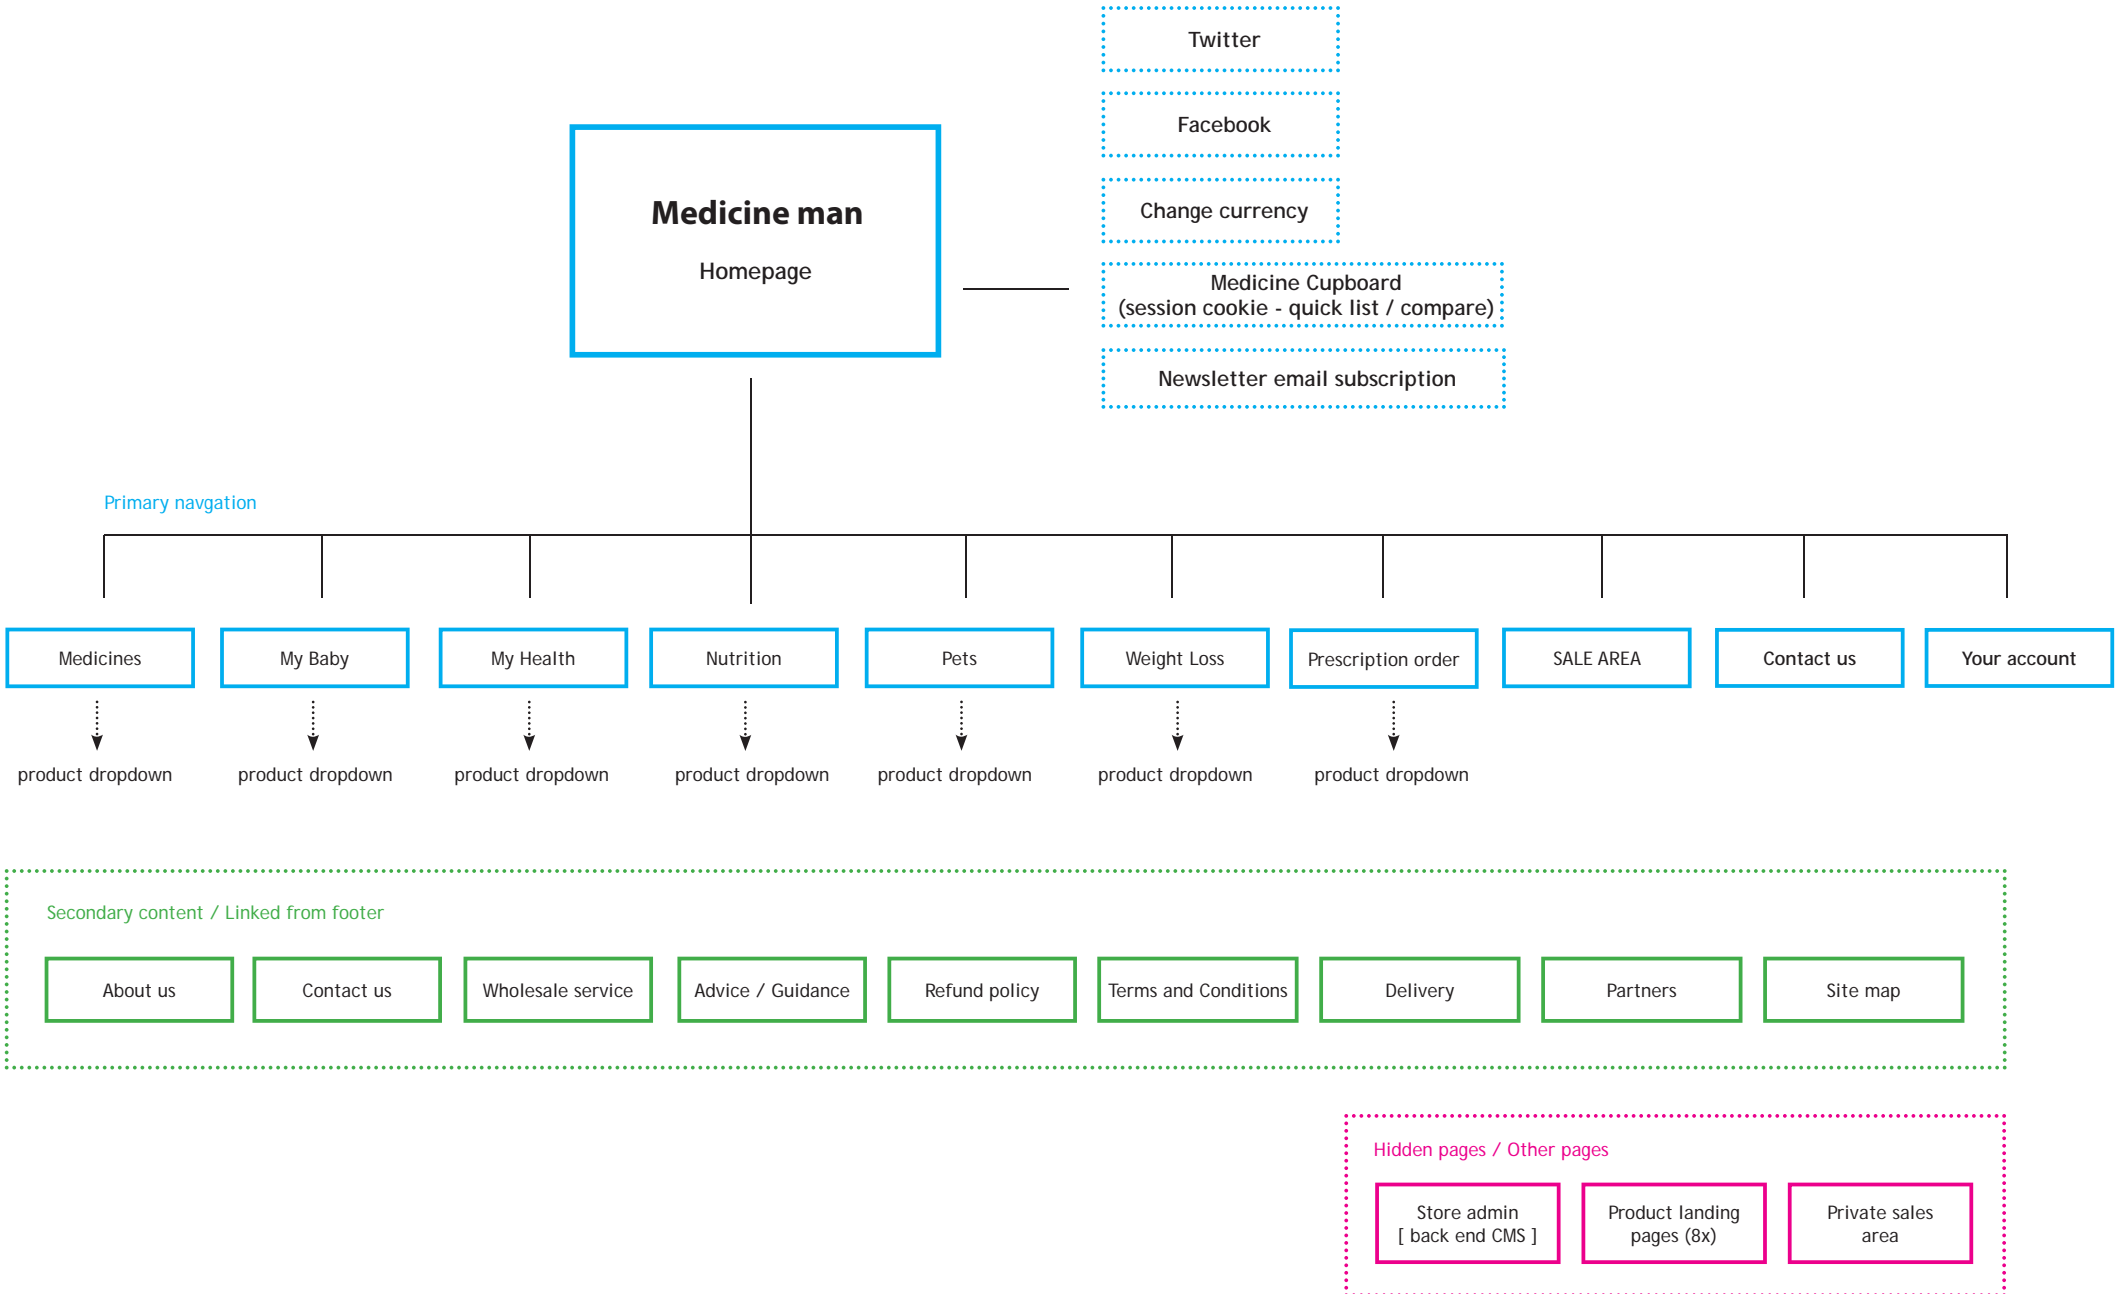 Twitter
Facebook
Medicine man
Homepage
Change currency
Medicine Cupboard
(session cookie - quick list / compare)
Newsletter email subscription
Primary navgation
Medicines
My Baby
My Health
Nutrition
Pets
Weight Loss
Prescription order
SALE AREA
Contact us
Your account
product dropdown
product dropdown
product dropdown
product dropdown
product dropdown
product dropdown
product dropdown
Secondary content / Linked from footer
About us
Contact us
Wholesale service
Advice / Guidance
Refund policy
Terms and Conditions
Delivery
Partners
Site map
Hidden pages / Other pages
Store admin
[ back end CMS ]
Product landing
pages (8x)
Private sales
area